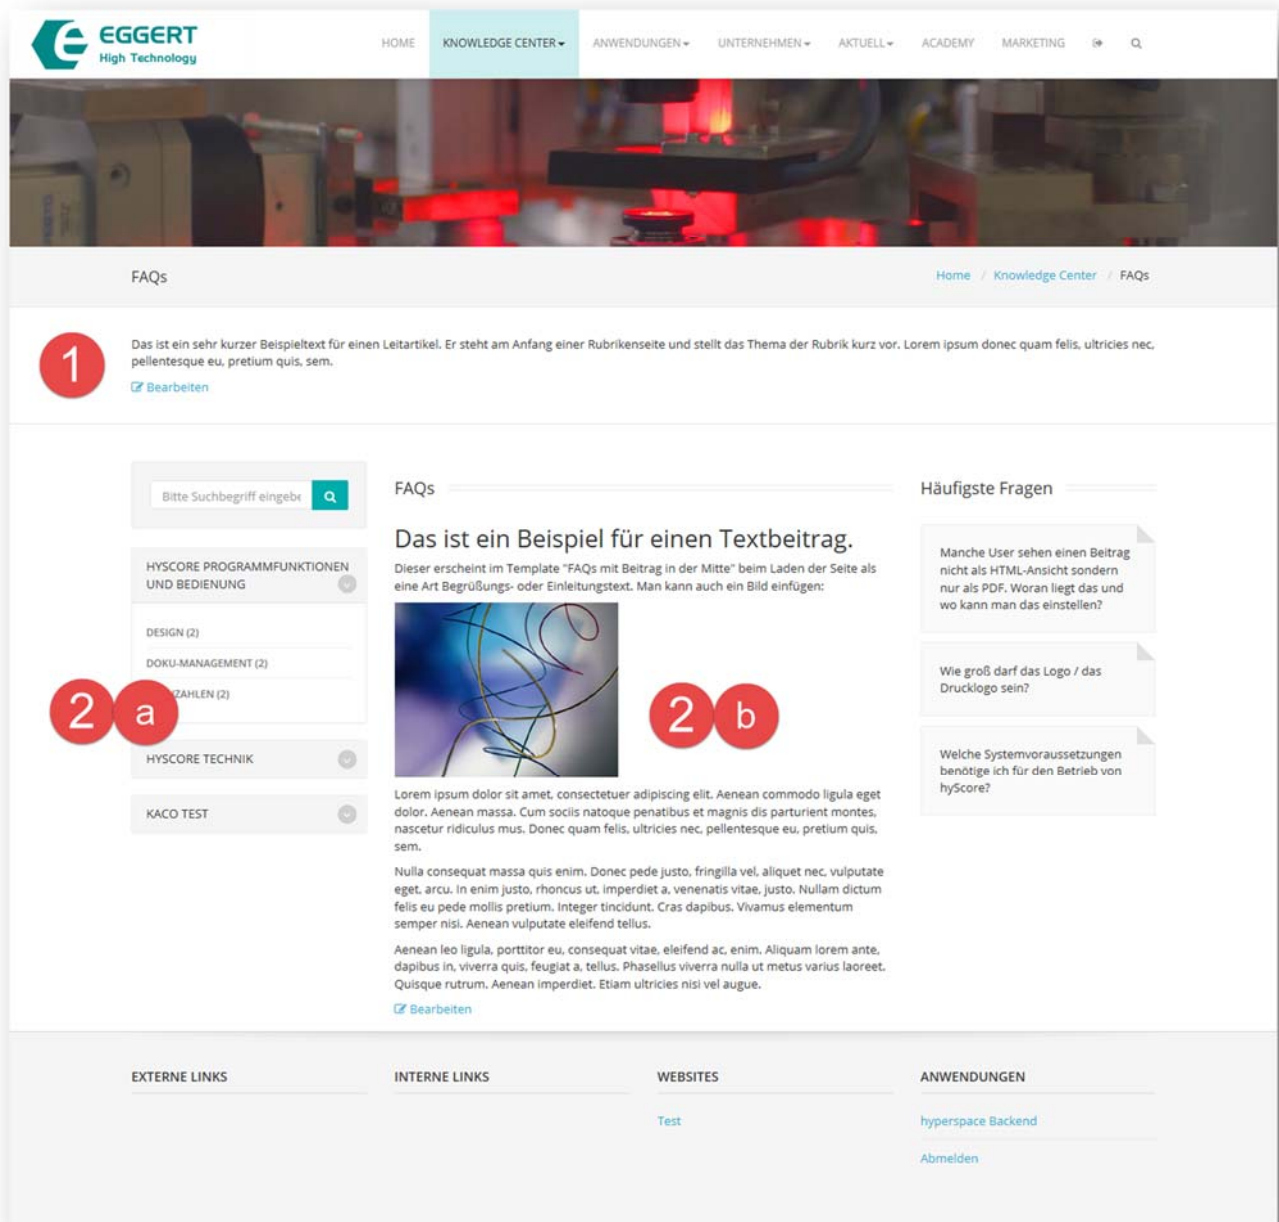 EGGERT
High Technology
HOME KNOWLEDGE CENTER ANWENDUNGEN UNTERNEHMEN AKTUELL ACADEMY MARKETING
FAQs
Home / Knowledge Center / FAQs
1
Das ist ein sehr kurzer Beispieltext für einen Leitartikel. Er steht am Anfang einer Rubrikenseite und stellt das Thema der Rubrik kurz vor. Lorem ipsum donec quam felis, ultricies nec,
pellentesque eu, pretium quis, sem.
Bearbeiten
Bitte Suchbegriff eingebe
HYSCORE PROGRAMMFUNKTIONEN
UND BEDIENUNG
DESIGN (2)
DOKU-MANAGEMENT (2)
ZAHLEN (2)
2 a
HYSCORE TECHNIK
KACO TEST
FAQs
Das ist ein Beispiel für einen Textbeitrag.
Dieser erscheint im Template "FAQs mit Beitrag in der Mitte" beim Laden der Seite als
eine Art Begrüßungs- oder Einleitungstext. Man kann auch ein Bild einfügen:
2 b
Lorem ipsum dolor sit amet, consectetuer adipiscing elit. Aenean commodo ligula eget
dolor. Aenean massa. Cum sociis natoque penatibus et magnis dis parturient montes,
nascetur ridiculus mus. Donec quam felis, ultricies nec, pellentesque eu, pretium quis,
sem.
Nulla consequat massa quis enim. Donec pede justo, fringilla vel, aliquet nec, vulputate
eget, arcu. In enim justo, rhoncus ut, imperdiet a, venenatis vitae, justo. Nullam dictum
felis eu pede mollis pretium. Integer tincidunt. Cras dapibus. Vivamus elementum
semper nisi. Aenean vulputate eleifend tellus.
Aenean leo ligula, porttitor eu, consequat vitae, eleifend ac, enim. Aliquam lorem ante,
dapibus in, viverra quis, feugiat a, tellus. Phasellus viverra nulla ut metus varius laoreet.
Quisque rutrum. Aenean imperdiet. Etiam ultricies nisi vel augue.
Bearbeiten
Häufigste Fragen
Manche User sehen einen Beitrag
nicht als HTML-Ansicht sondern
nur als PDF. Woran liegt das und
wo kann man das einstellen?
Wie groß darf das Logo / das
Drucklogo sein?
Welche Systemvoraussetzungen
benötige ich für den Betrieb von
hyScore?
EXTERNE LINKS
INTERNE LINKS
WEBSITES
Test
ANWENDUNGEN
hyperspace Backend
Abmelden